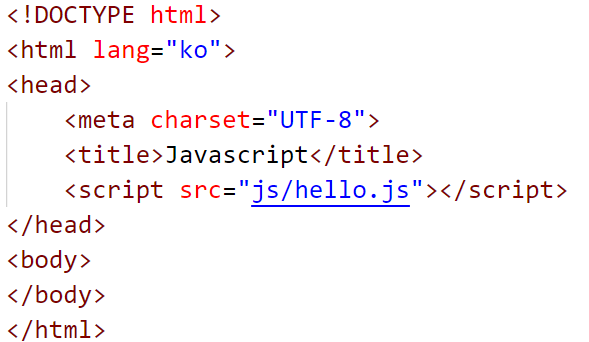 <!DOCTYPE html>
<html lang="ko">
<head>
    <meta charset="UTF-8">
    <title>Javascript</title>
    <script src="js/hello.js"></script>
</head>
<body>
</body>
</html>